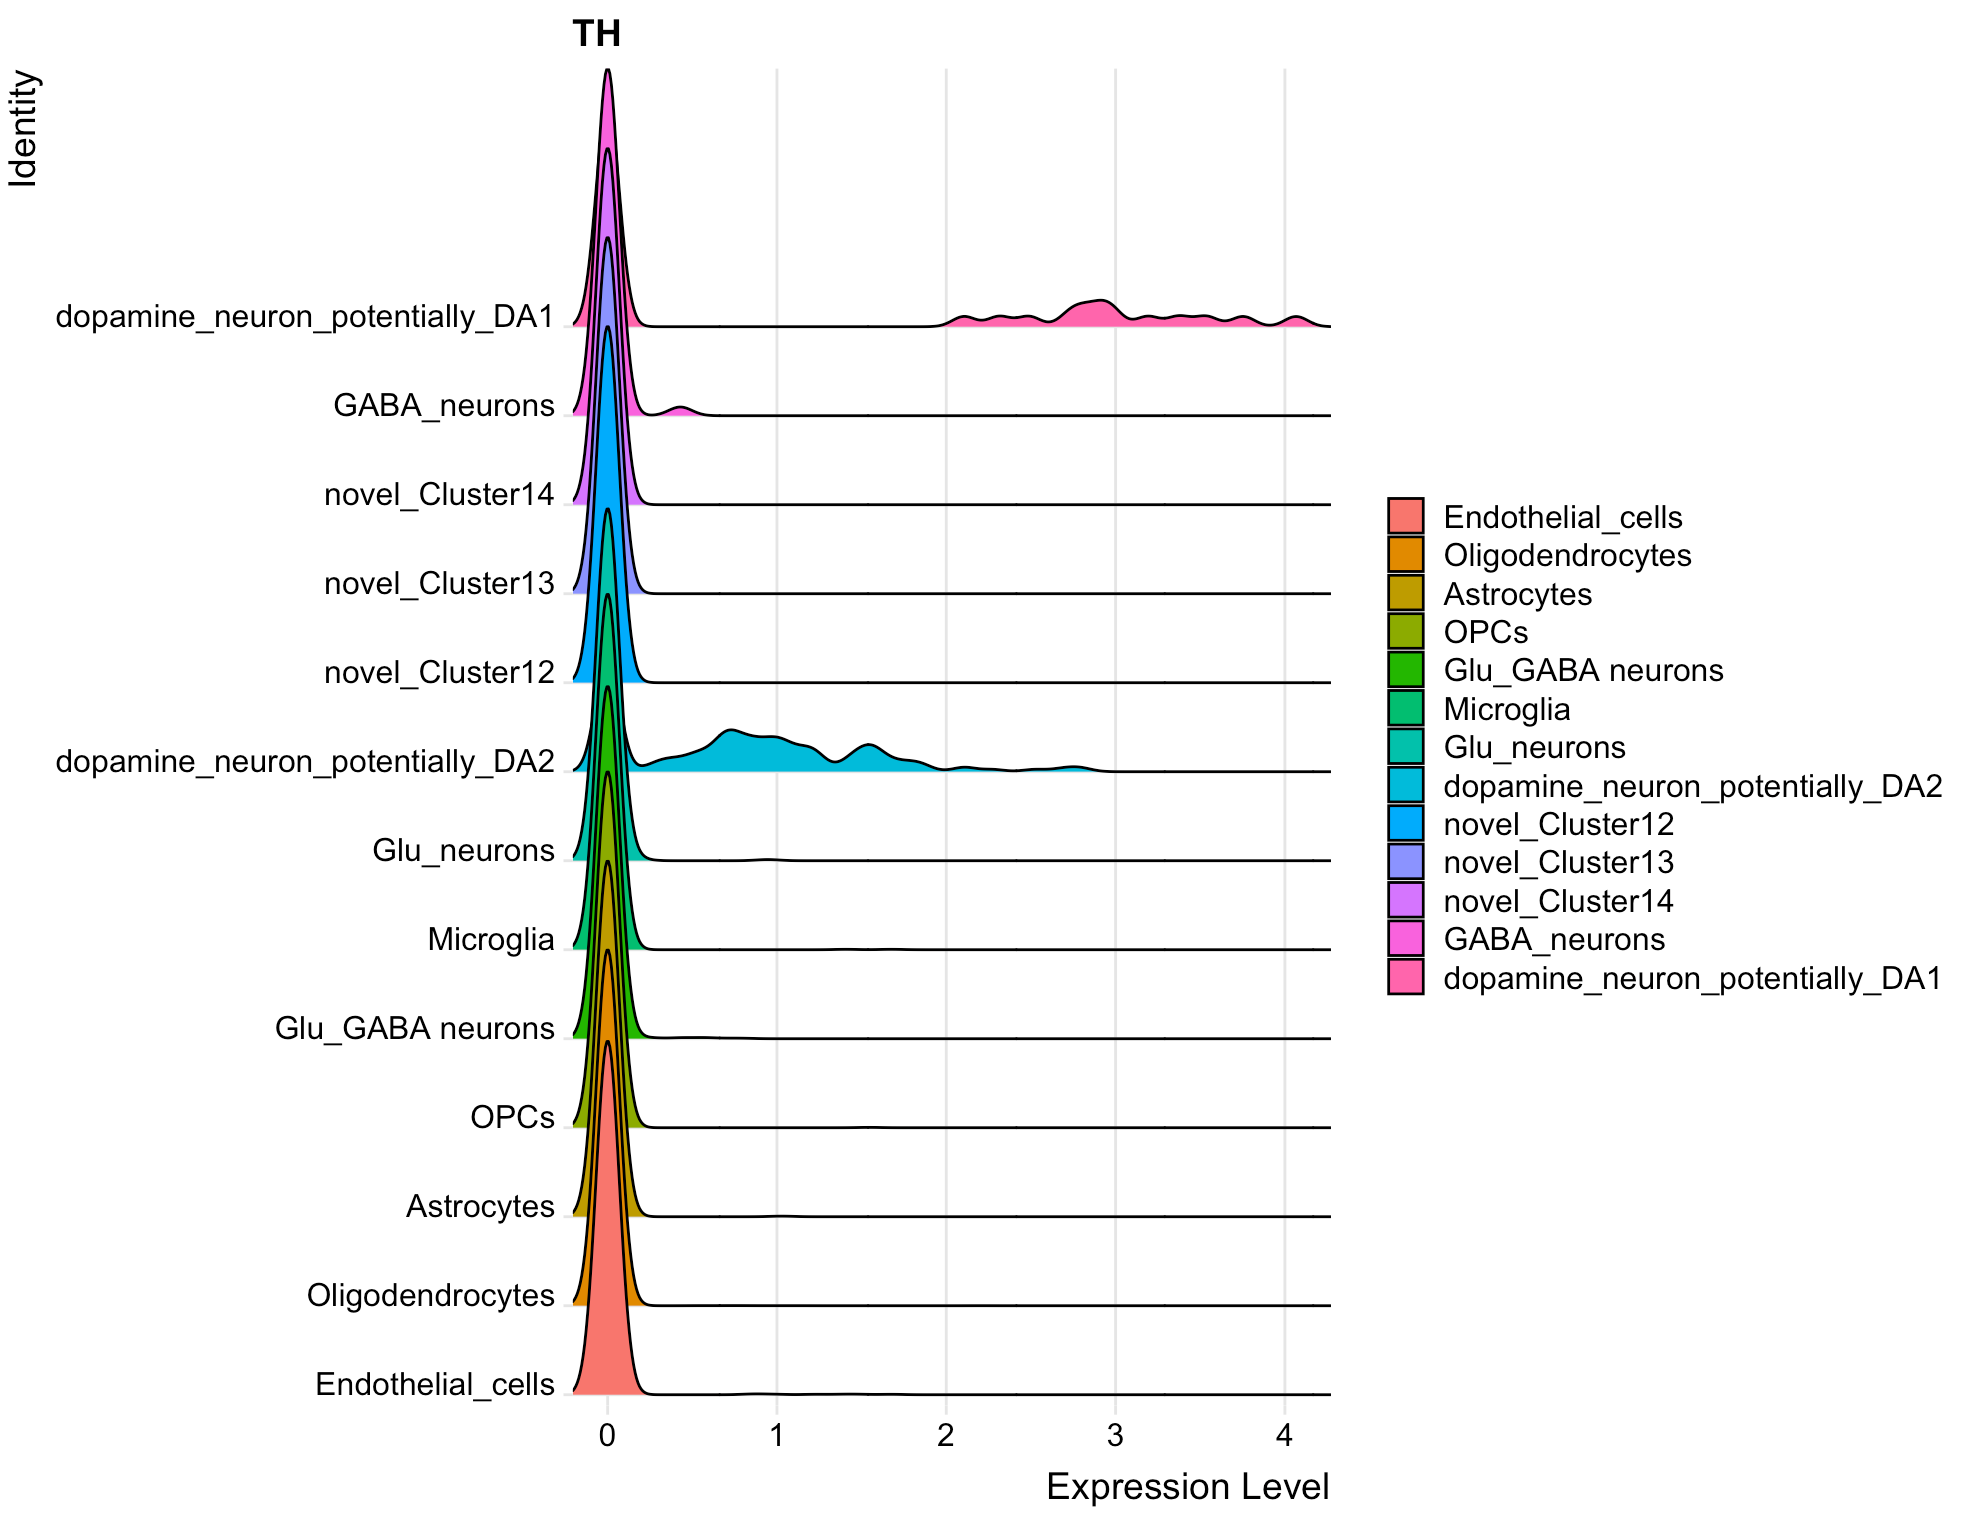 TH
Identity
dopamine_neuron_potentially_DA1
GABA_neurons
novel_Cluster14
novel_Cluster13
novel_Cluster12
dopamine_neuron_potentially_DA2
Glu_neurons
Microglia
Glu_GABA neurons
OPCs
Astrocytes
Oligodendrocytes
Endothelial_cells
0 1 2 3 4
Expression Level
Endothelial_cells
Oligodendrocytes
Astrocytes
OPCs
Glu_GABA neurons
Microglia
Glu_neurons
dopamine_neuron_potentially_DA2
novel_Cluster12
novel_Cluster13
novel_Cluster14
GABA_neurons
dopamine_neuron_potentially_DA1